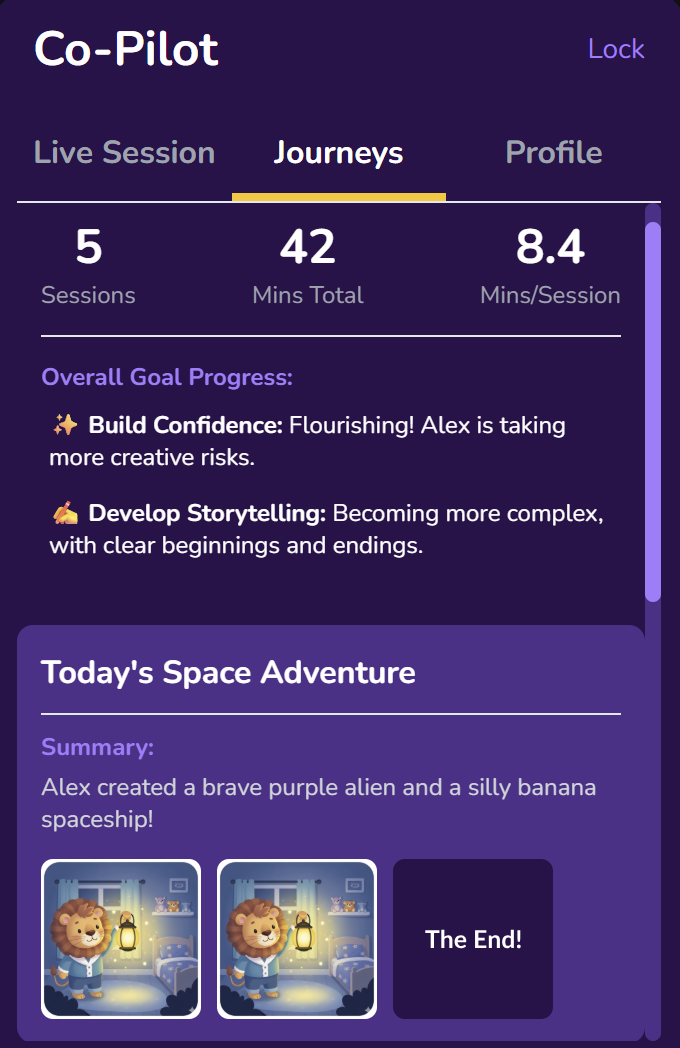 Co-Pilot
Lock
Live Session
Journeys
Profile
5
42
8.4
Sessions
Mins Total
Mins/Session
Overall Goal Progress:
✨ Build Confidence: Flourishing! Alex is taking
more creative risks.
✍️ Develop Storytelling: Becoming more complex,
with clear beginnings and endings.
Today's Space Adventure
Summary:
Alex created a brave purple alien and a silly banana
spaceship!
The End!